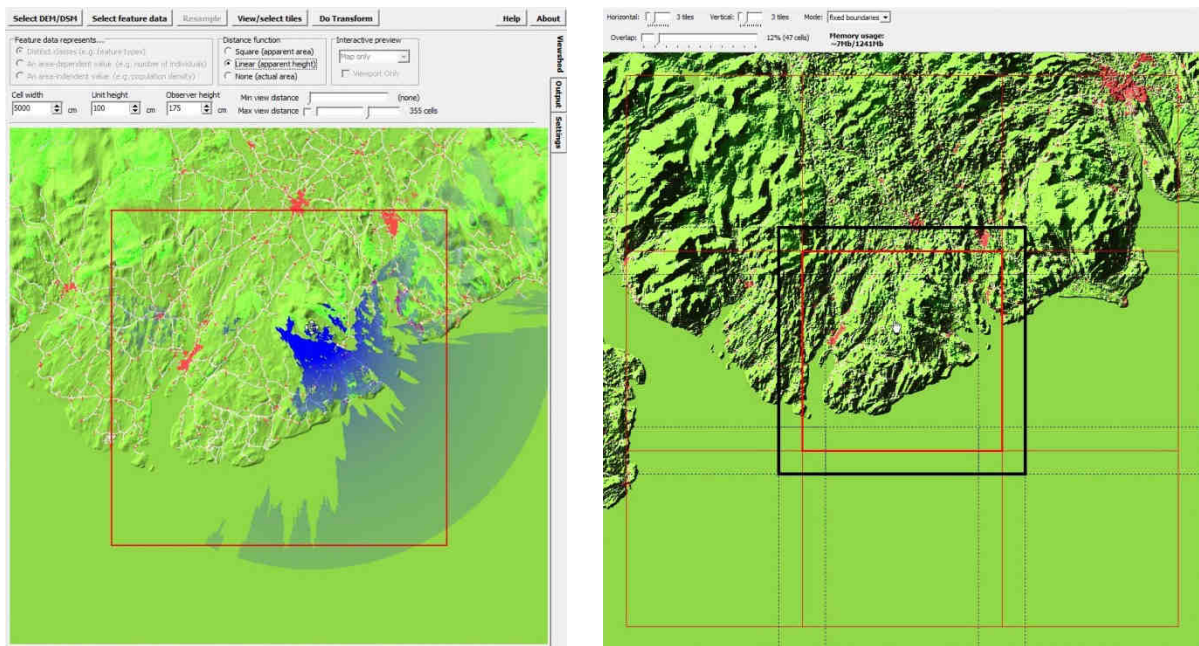 Select DEM/DSM Select feature data Resample View/select tiles Do Transform Help About
Feature data represents....
Distinct classes (e.g. feature types)
An area-dependent value (e.g. number of individuals)
An area-indendent value (e.g. population density)
Distance function
Square (apparent area)
Linear (apparent height)
None (actual area)
Interactive preview
Map only
Viewport Only
Cell width Unit height Observer height
5000 cm 100 cm 175 cm
Min view distance (none)
Max view distance 355 cells
Viewshed
Output
Settings
Horizontal: 3 tiles Vertical: 3 tiles Mode: fixed boundaries
Overlap: 12% (47 cells) Memory usage:
~7Mb/1241Mb